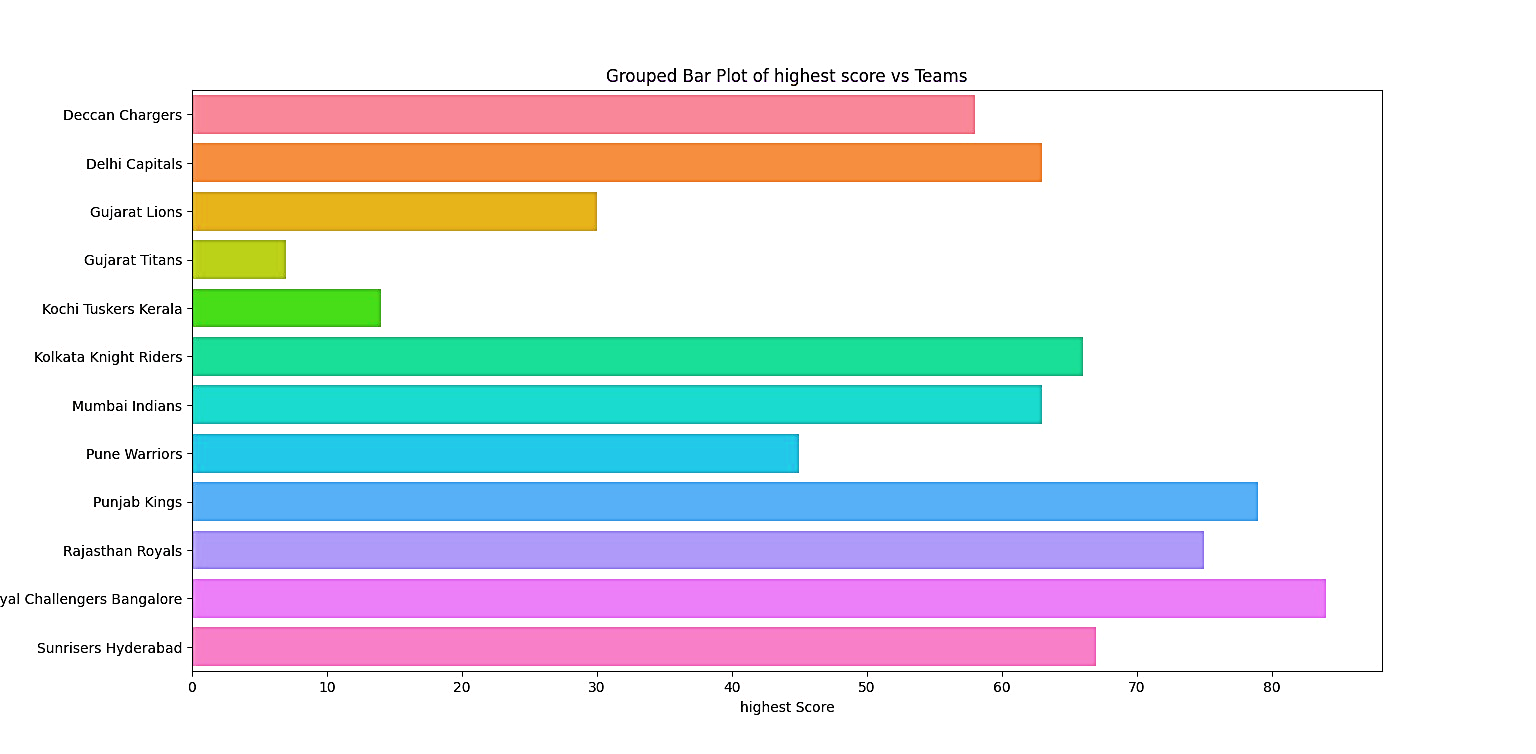 Grouped Bar Plot of highest score vs Teams
Deccan Chargers
Delhi Capitals
Gujarat Lions
Gujarat Titans
Kochi Tuskers Kerala
Kolkata Knight Riders
Mumbai Indians
Pune Warriors
Punjab Kings
Rajasthan Royals
yal Challengers Bangalore
Sunrisers Hyderabad
0 10 20 30 40 50 60 70 80
highest Score